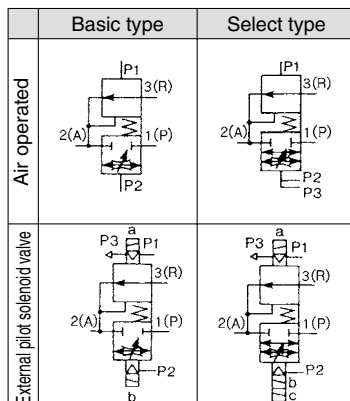 Basic type
Select type
Air operated
P1
3(R)
2(A)
1(P)
P2
P1
3(R)
2(A)
1(P)
P2
P3
External pilot solenoid valve
a
P3
P1
3(R)
2(A)
1(P)
P2
b
a
P3
P1
3(R)
2(A)
1(P)
P2
b
c